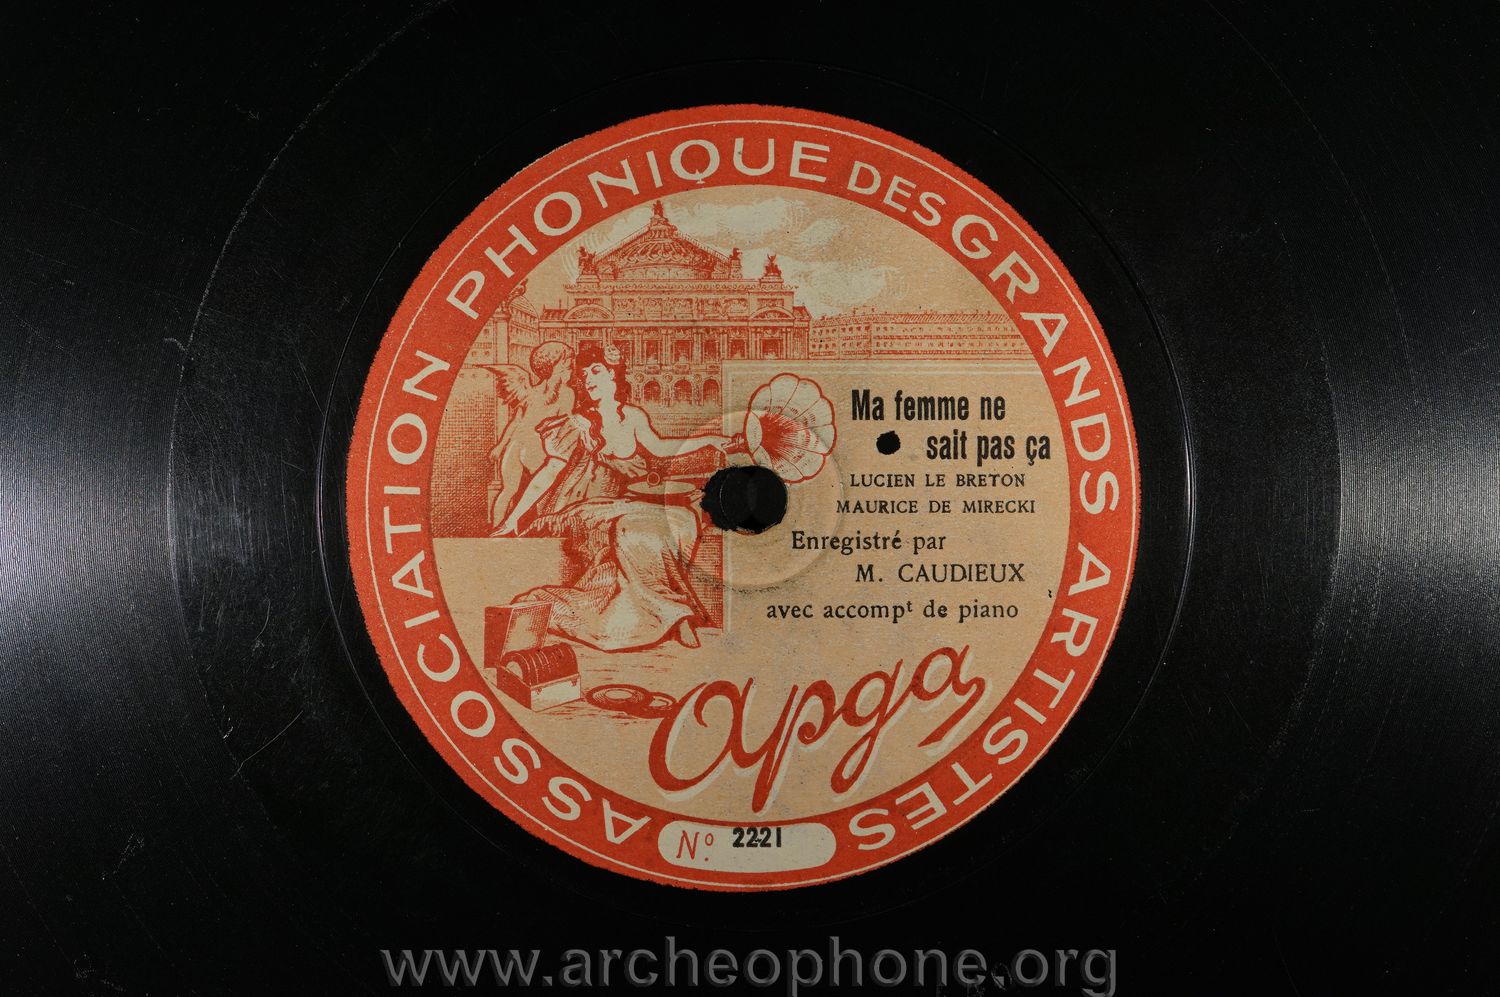 ASSOCIATION PHONIQUE DES GRANDS ARTISTES
Ma femme ne
sait pas ça
LUCIEN LE BRETON
MAURICE DE MIRECKI
Enregistré par
M. CAUDIEUX
avec accompt de piano
apga
No. 2221
www.archeophone.org